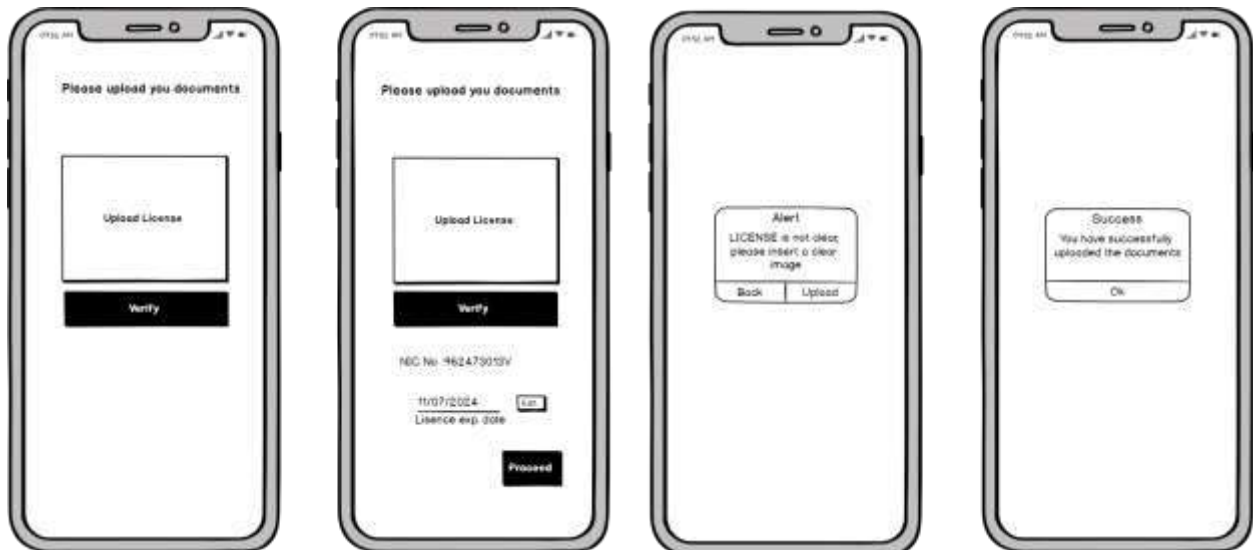 Please upload you documents
Upload License
Verify
Please upload you documents
Upload License
Verify
NIC No
11/07/2024
Lisence exp. date
Proceed
Alert
LICENSE is not clear,
please insert a clear
image
Back
Upload
Success
You have successfully
uploaded the documents
Ok